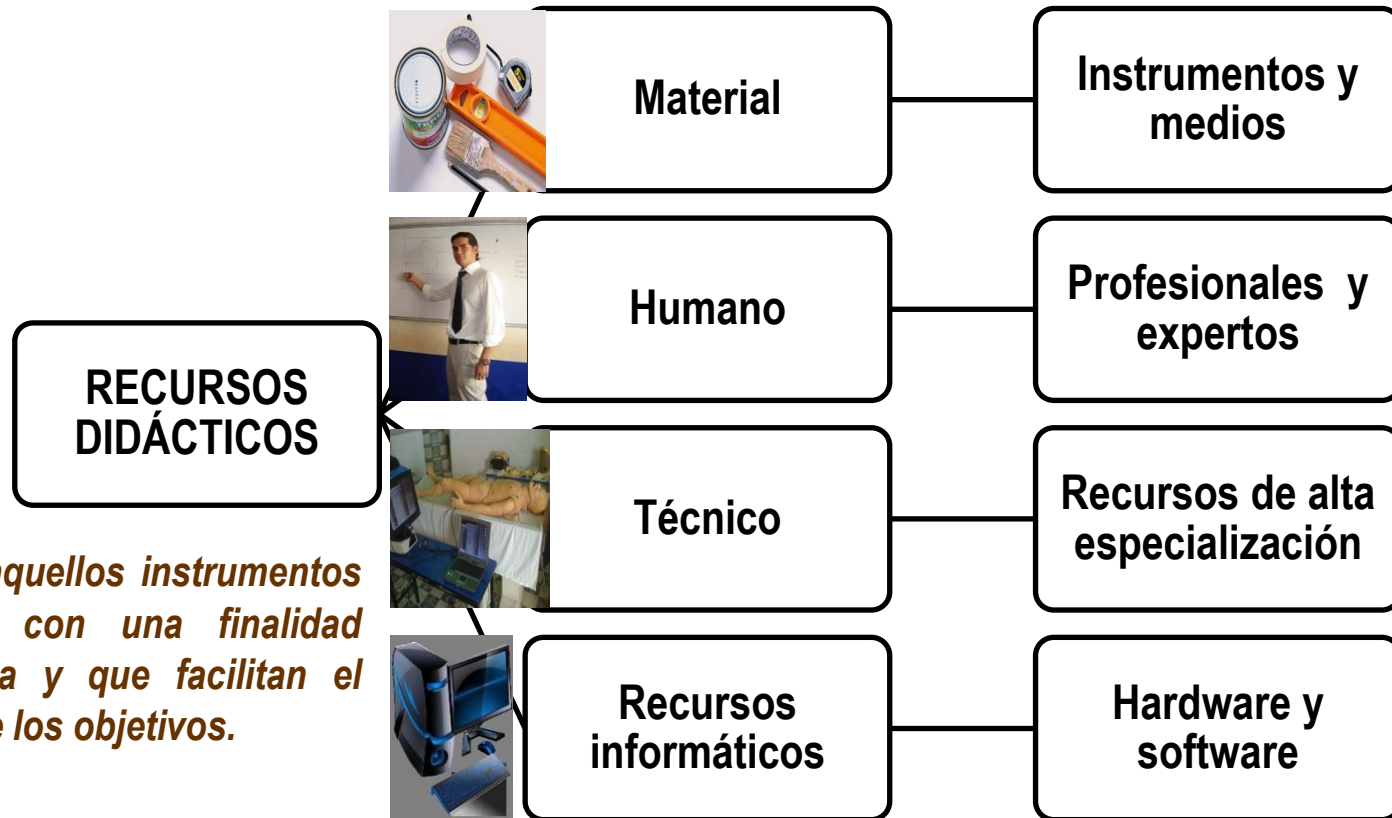 Material
Instrumentos y
medios
Humano
Profesionales y
expertos
RECURSOS
DIDÁCTICOS
Técnico
Recursos de alta
especialización
aquellos instrumentos
con una finalidad
y que facilitan el
los objetivos.
Recursos
informáticos
Hardware y
software